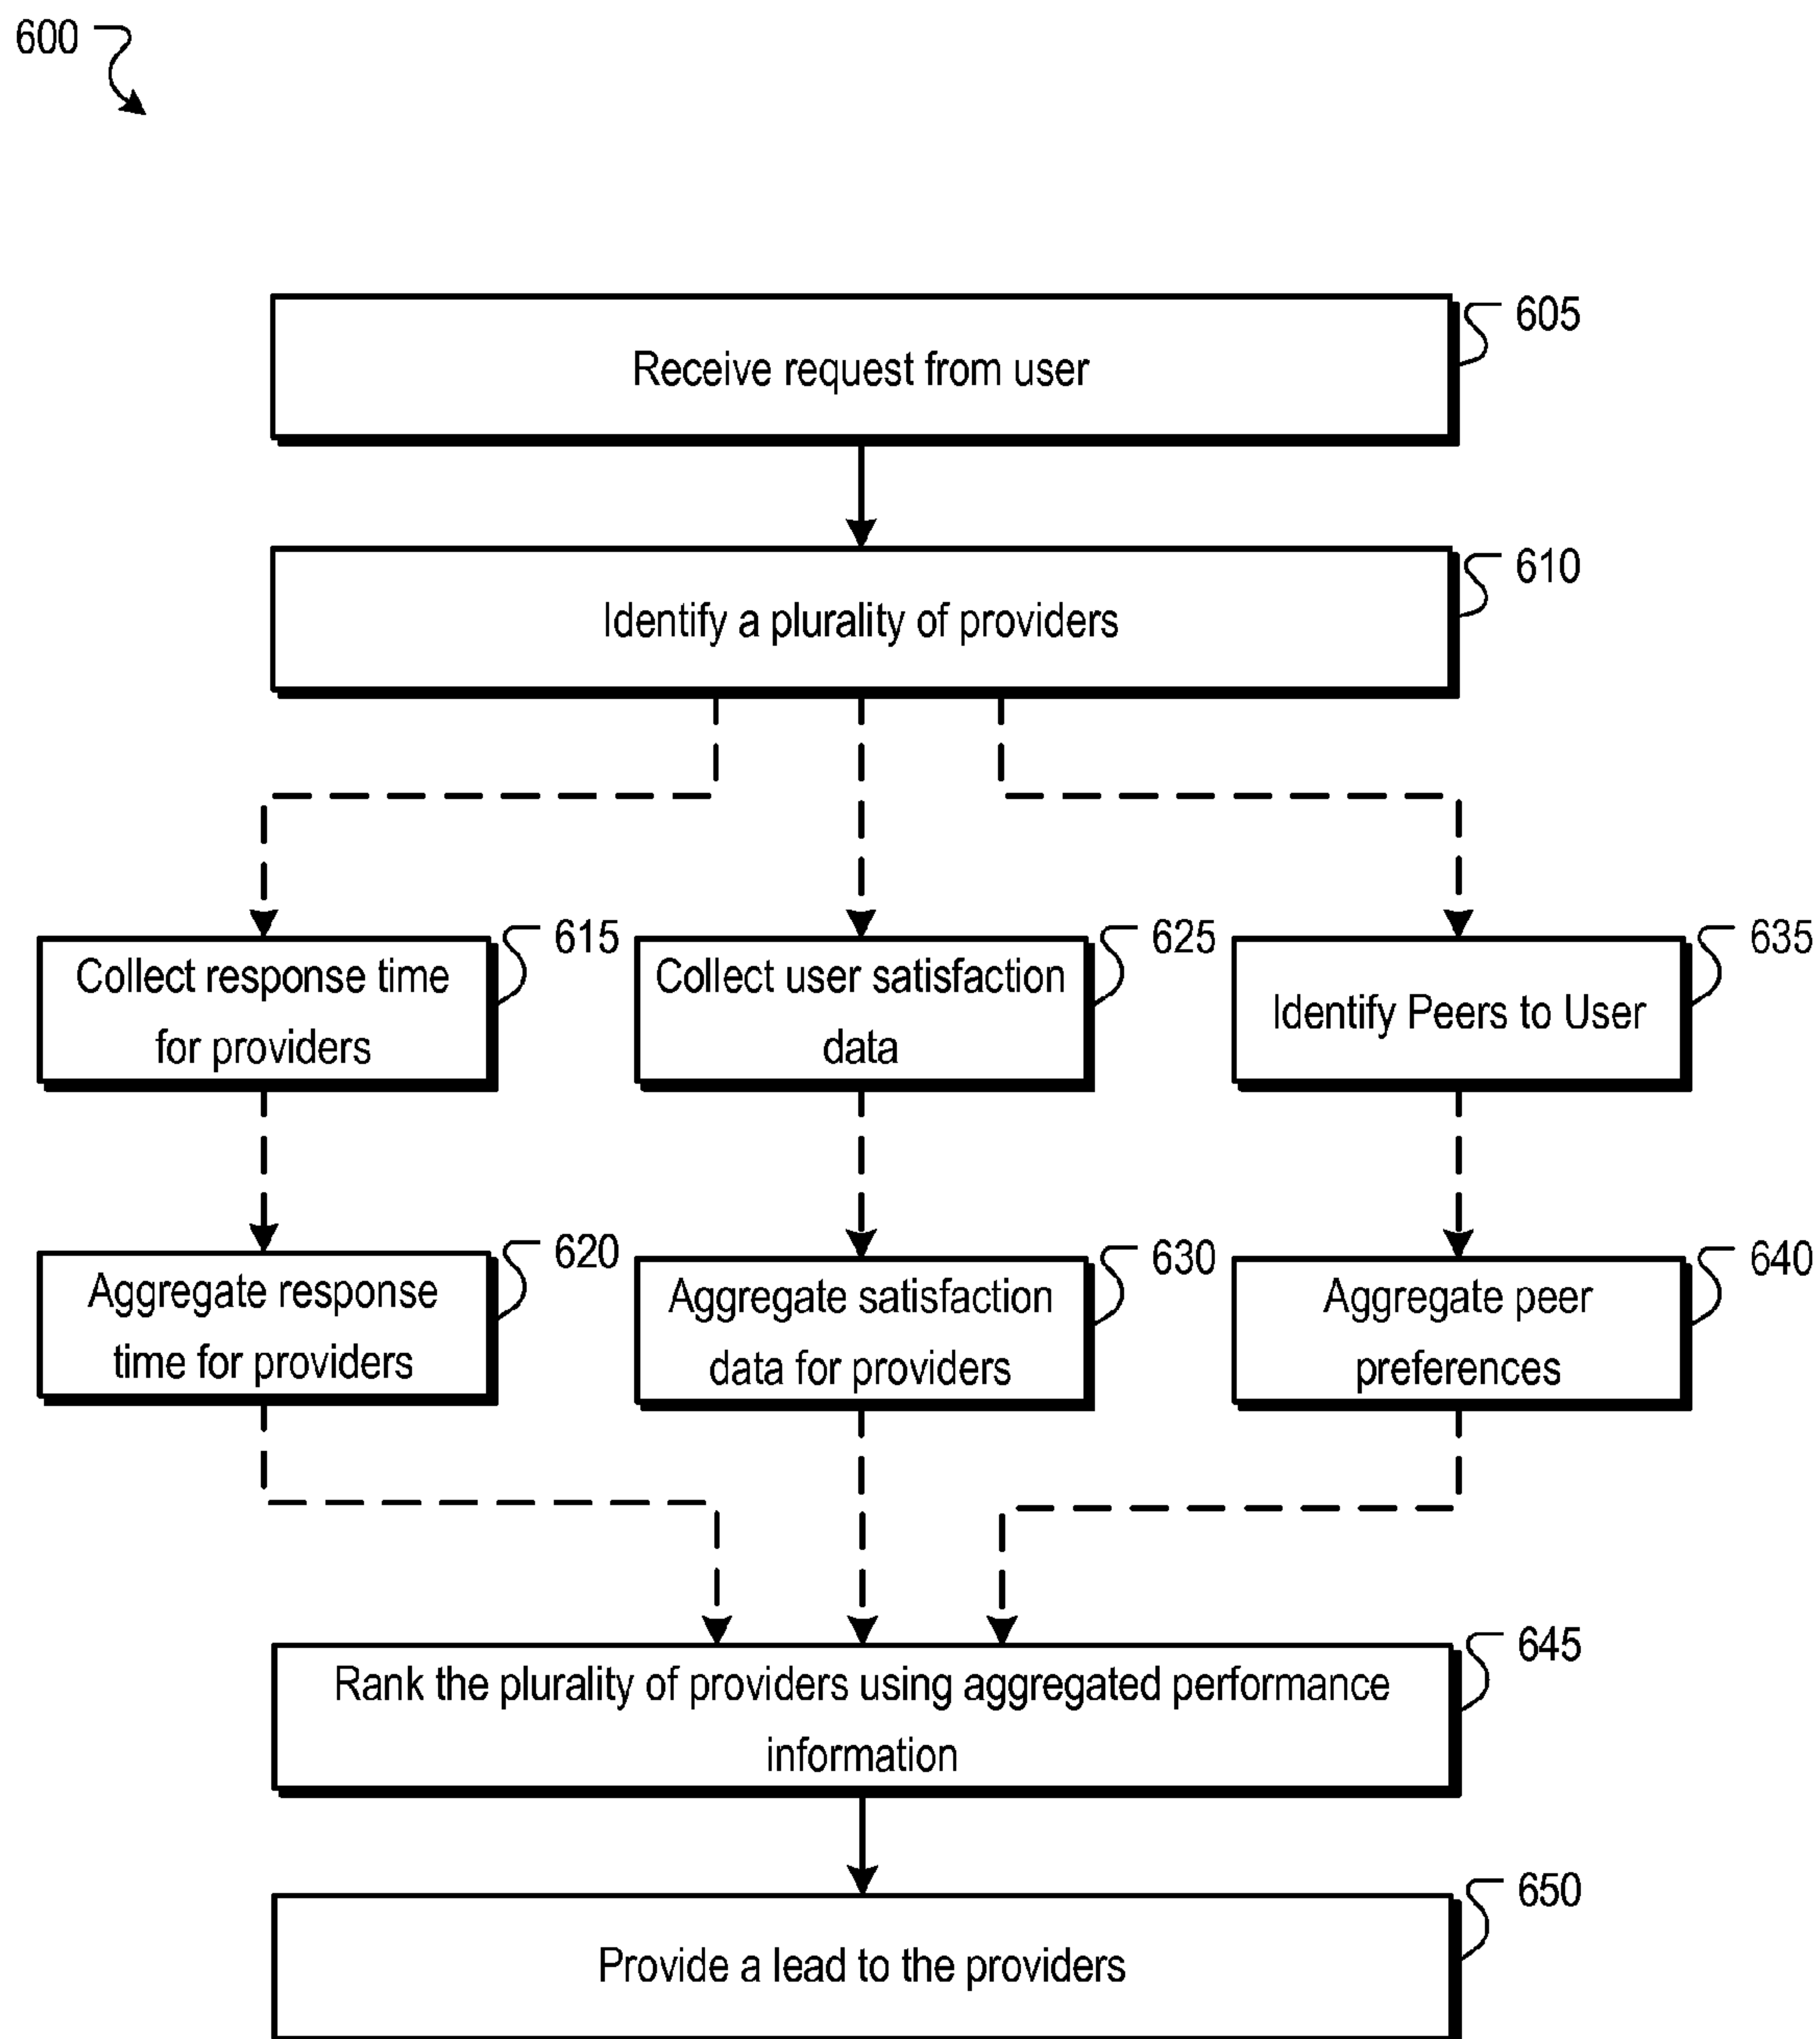 600
605
Receive request from user
610
Identify a plurality of providers
615
Collect response time
for providers
625
Collect user satisfaction
data
635
Identify Peers to User
620
Aggregate response
time for providers
630
Aggregate satisfaction
data for providers
640
Aggregate peer
preferences
645
Rank the plurality of providers using aggregated performance
information
650
Provide a lead to the providers